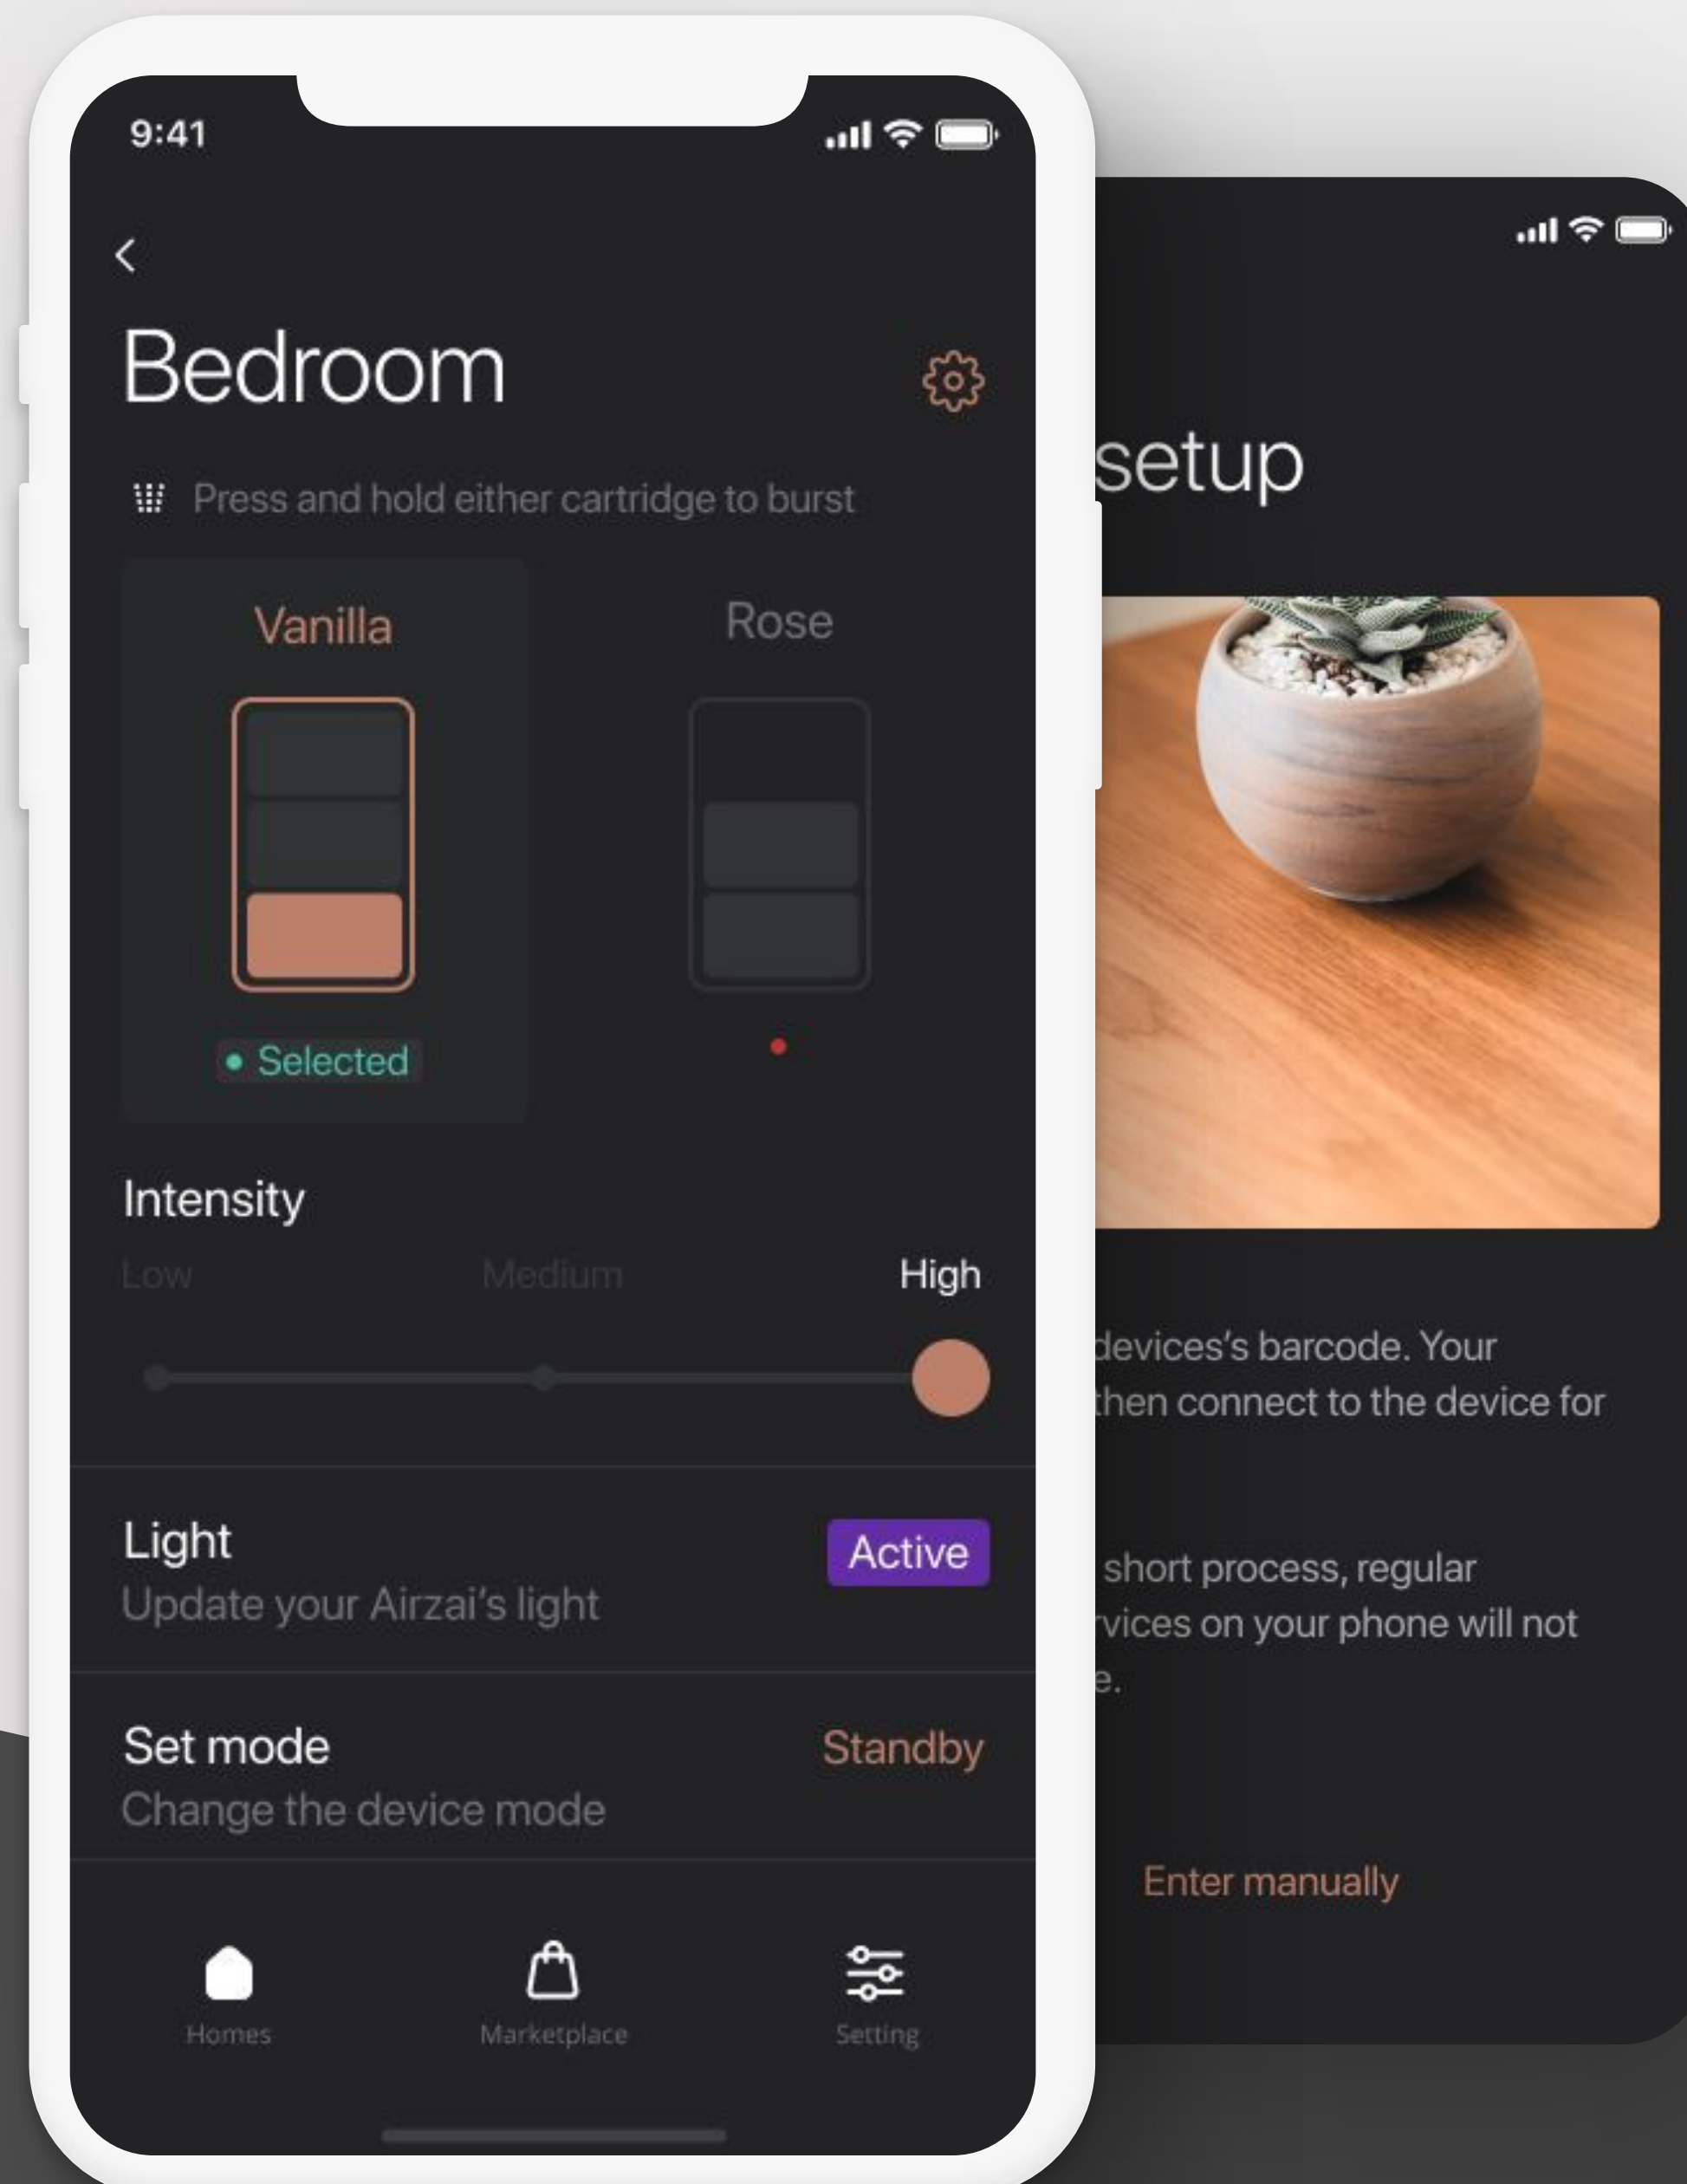 9:41
Bedroom
Press and hold either cartridge to burst
Vanilla
Rose
Selected
Intensity
Low Medium High
Light
Active
Update your Airzai's light
Set mode
Standby
Change the device mode
Homes Marketplace Setting
setup
devices's barcode. Your
then connect to the device for
short process, regular
on your phone will not
Enter manually